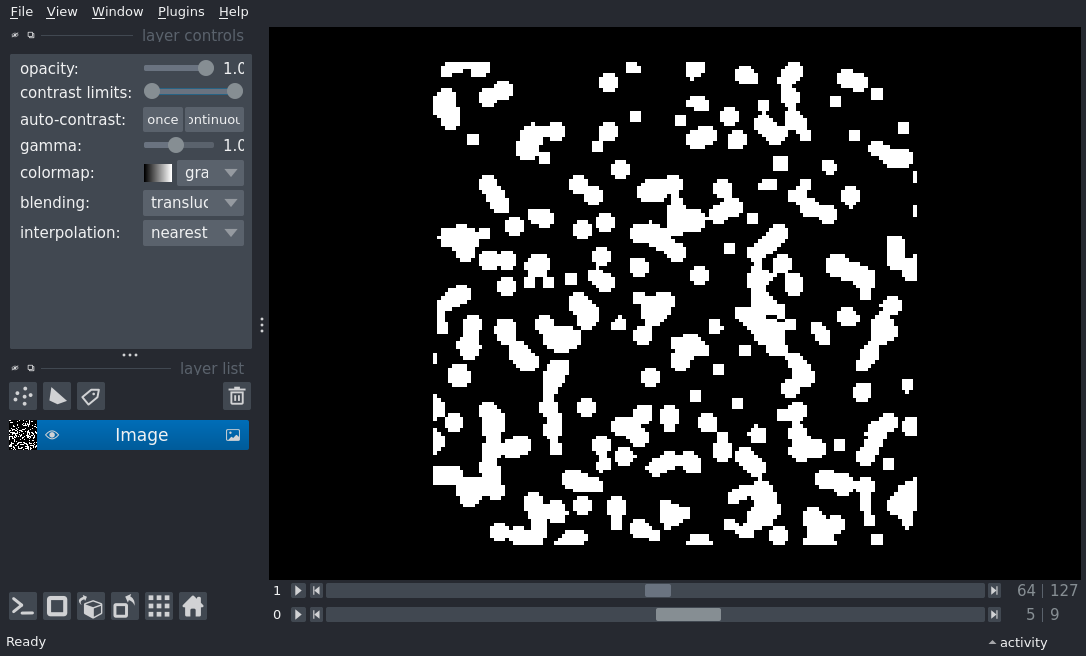 File View Window Plugins Help
layer controls
opacity: 1.0
contrast limits:
auto-contrast: once ontinuou
gamma: 1.0
colormap: gra
blending: transluc
interpolation: nearest
layer list
Image
1 64 | 127
0 5 | 9
Ready activity